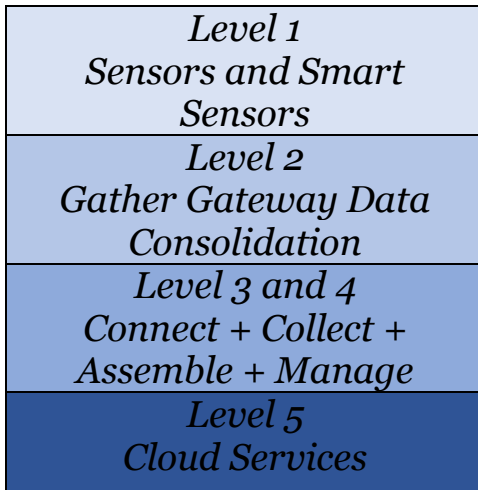 Level 1
Sensors and Smart
Sensors
Level 2
Gather Gateway Data
Consolidation
Level 3 and 4
Connect + Collect +
Assemble + Manage
Level 5
Cloud Services